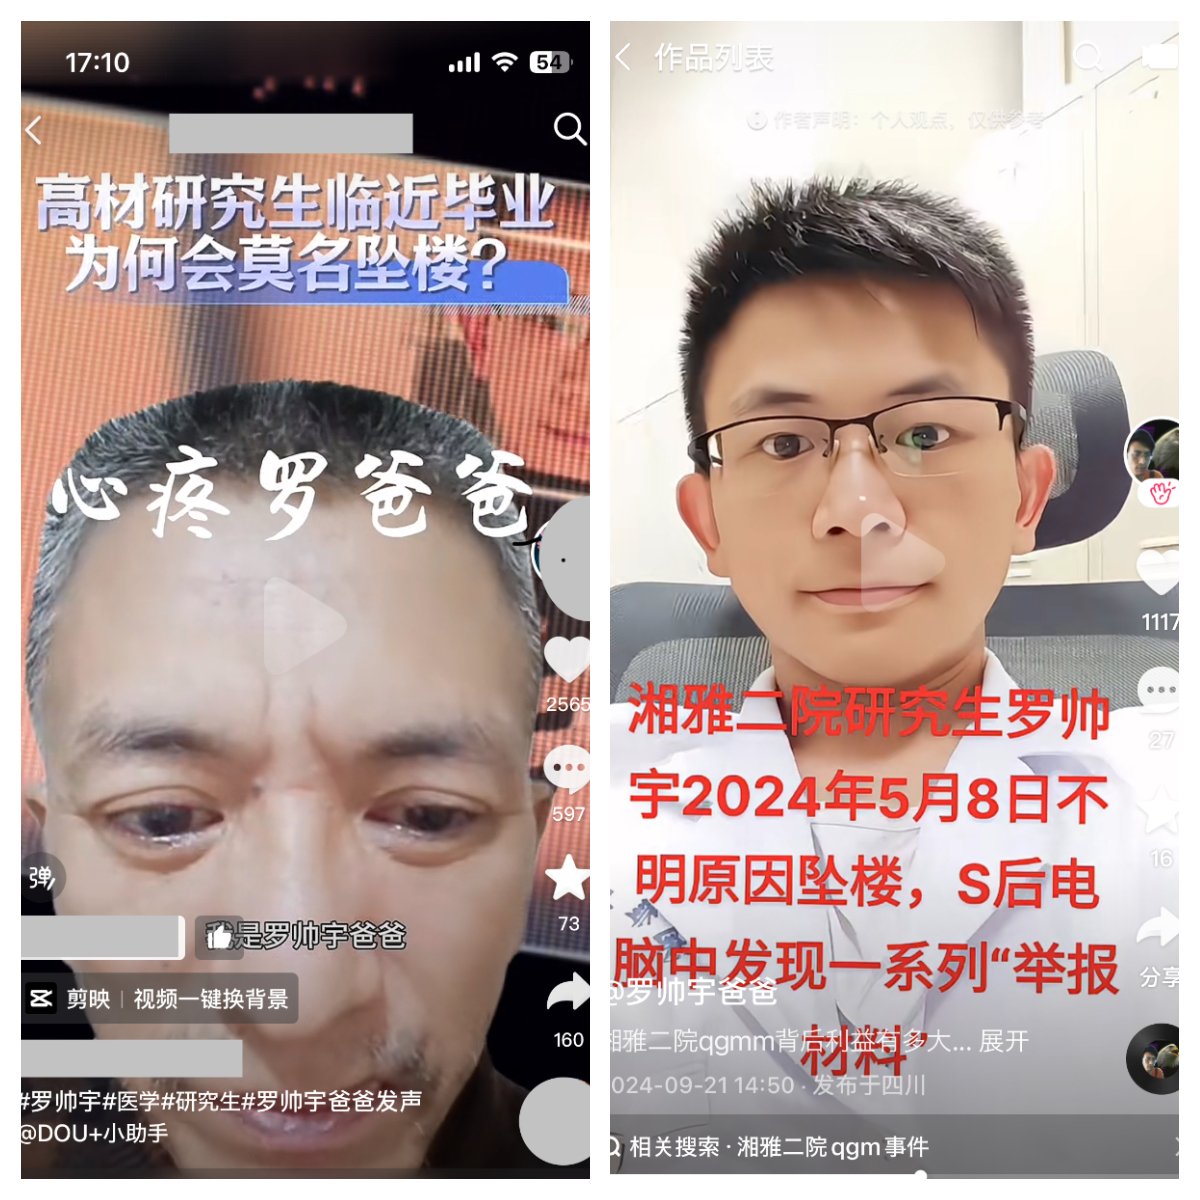 17:10
54
高材研究生临近毕业
为何会莫名坠楼？
心疼罗爸爸
2565
597
弹
73
我是罗帅宇爸爸
剪映 | 视频一键换背景
160
#罗帅宇#医学#研究生#罗帅宇爸爸发声
@DOU+小助手
作品列表
作者声明：个人观点，仅供参考
1117
湘雅二院研究生罗帅
宇2024年5月8日不
明原因坠楼，S后电
脑中发现一系列“举报
材料”
27
16
分享
@罗帅宇爸爸
湘雅二院qgmm背后利益有多大... 展开
024-09-21 14:50 · 发布于四川
相关搜索 · 湘雅二院qgm事件